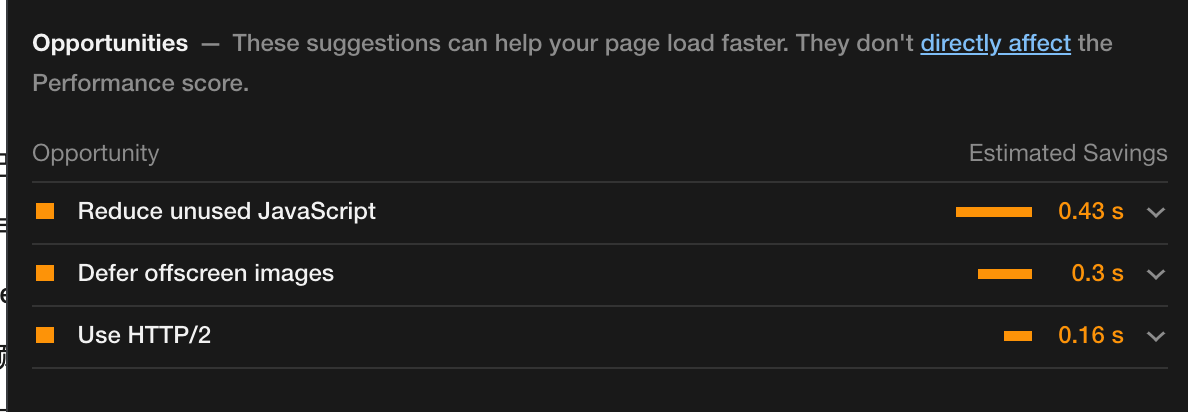 Opportunities — These suggestions can help your page load faster. They don't directly affect the
Performance score.
Opportunity Estimated Savings
Reduce unused JavaScript 0.43 s
Defer offscreen images 0.3 s
Use HTTP/2 0.16 s